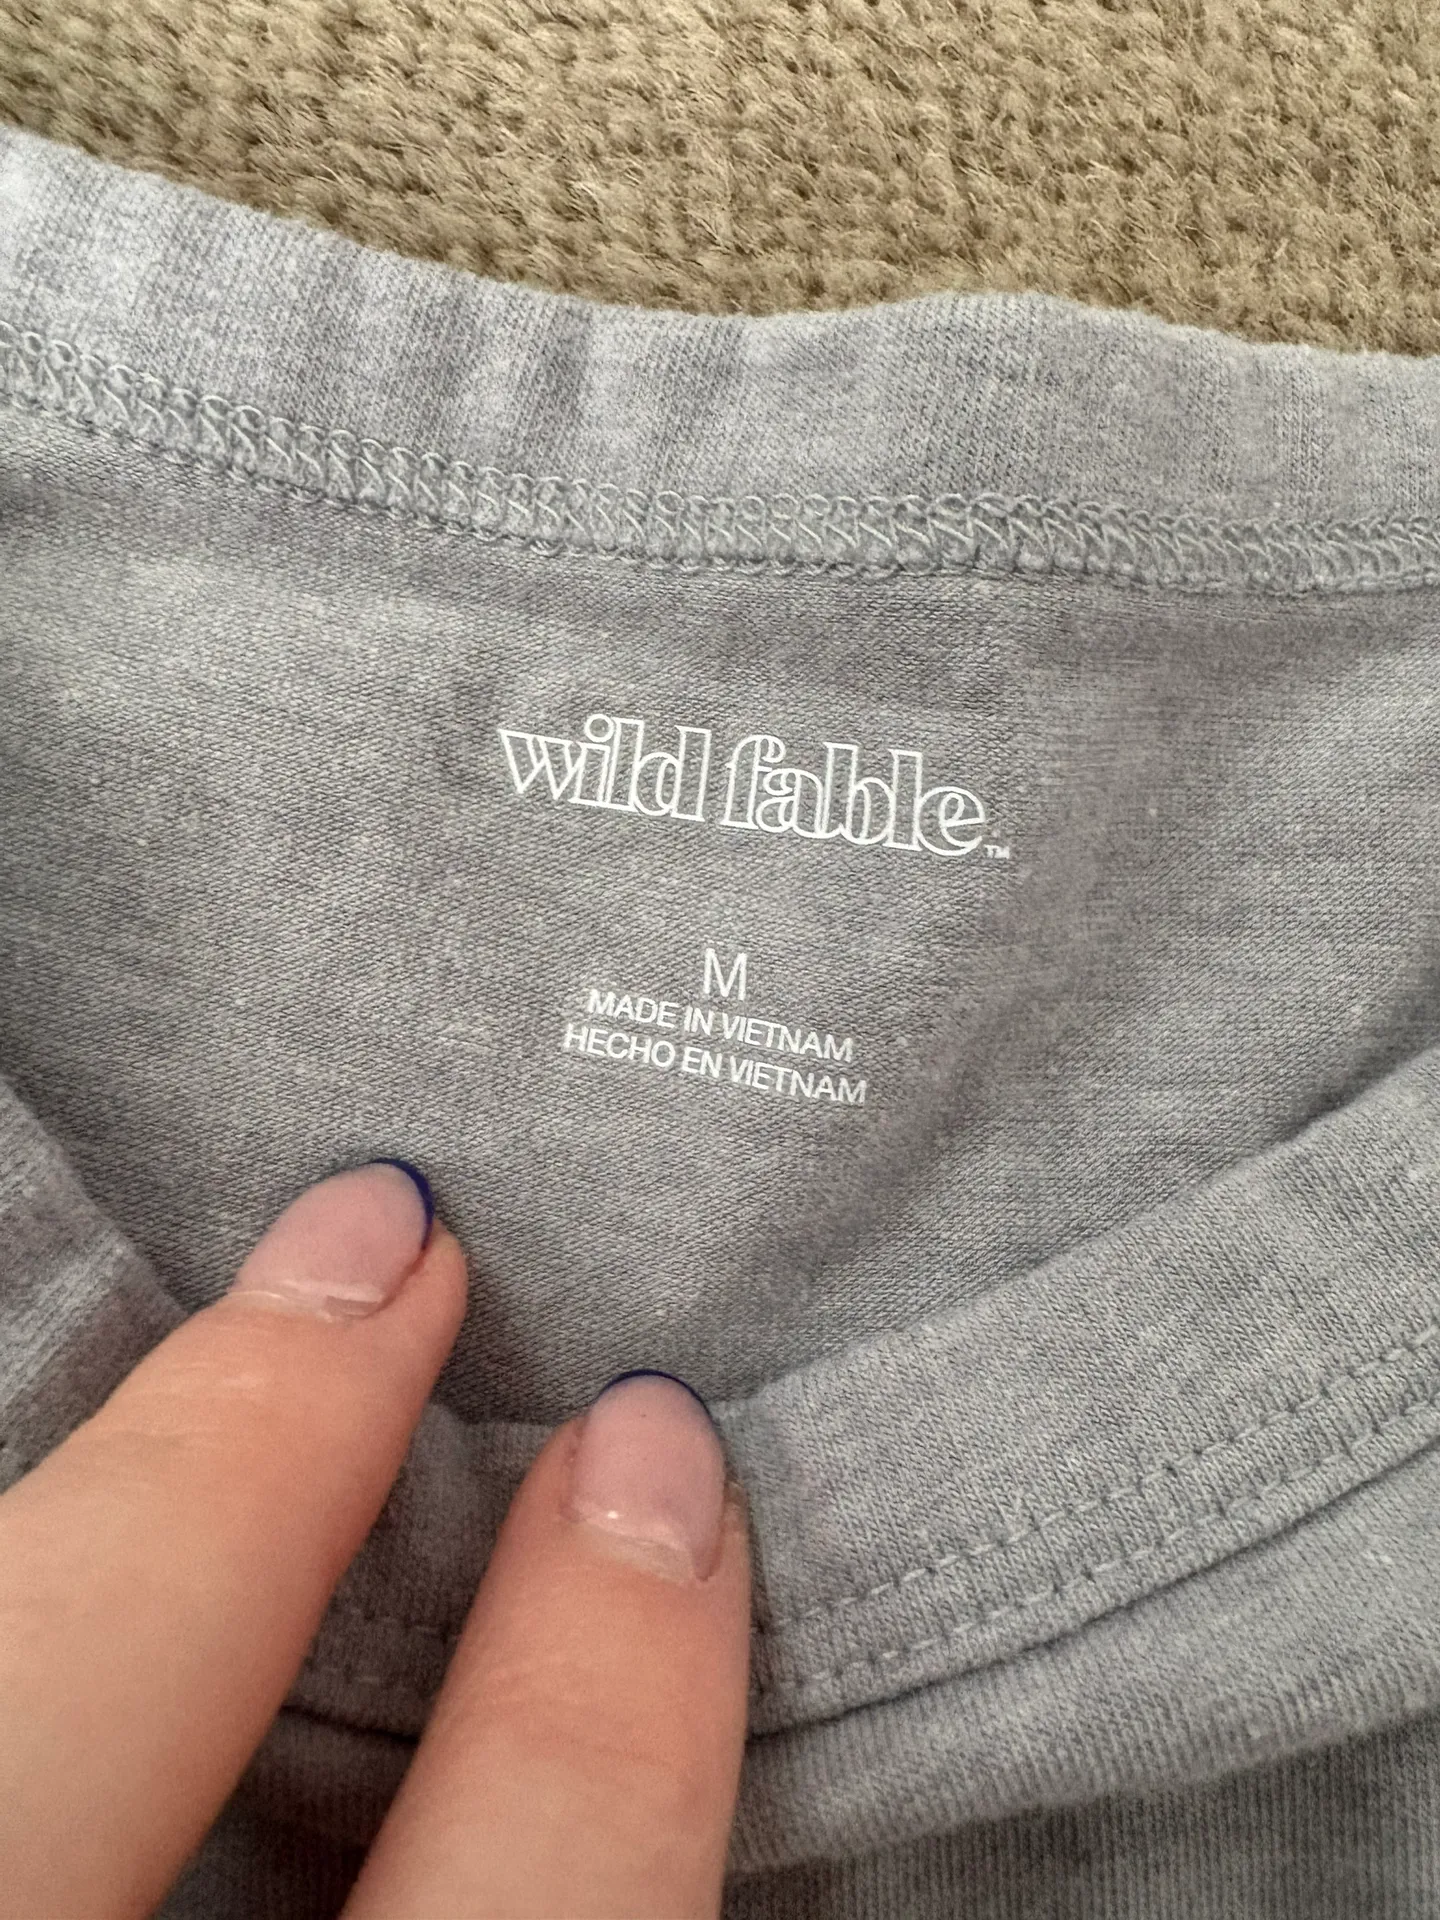 wild fable™
M
MADE IN VIETNAM
HECHO EN VIETNAM